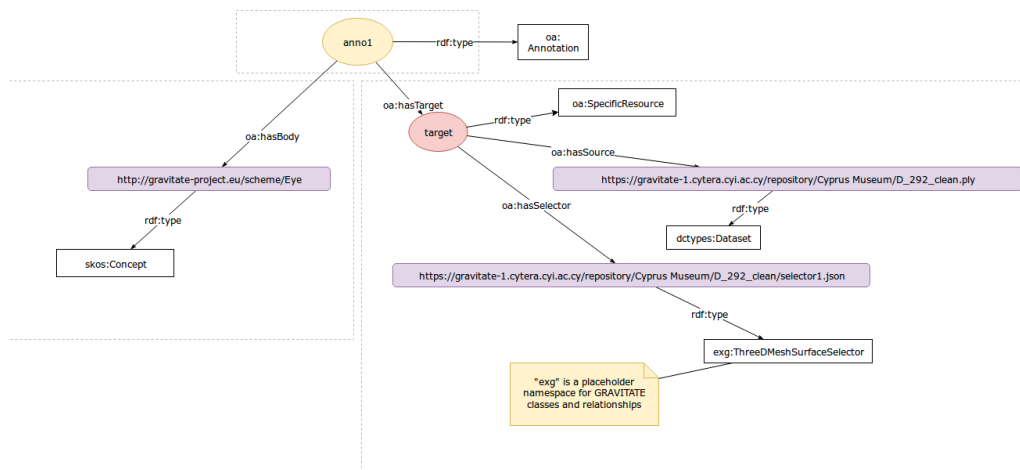 anno1
rdf:type
oa:
Annotation
oa:hasTarget
oa:SpecificResource
rdf:type
target
oa:hasBody
oa:hasSource
http://gravitate-project.eu/scheme/Eye
https://gravitate-1.cytera.cyi.ac.cy/repository/Cyprus Museum/D_292_clean.ply
oa:hasSelector
rdf:type
rdf:type
dctypes:Dataset
skos:Concept
https://gravitate-1.cytera.cyi.ac.cy/repository/Cyprus Museum/D_292_clean/selector1.json
rdf:type
exg:ThreeDMeshSurfaceSelector
"exg" is a placeholder
namespace for GRAVITATE
classes and relationships